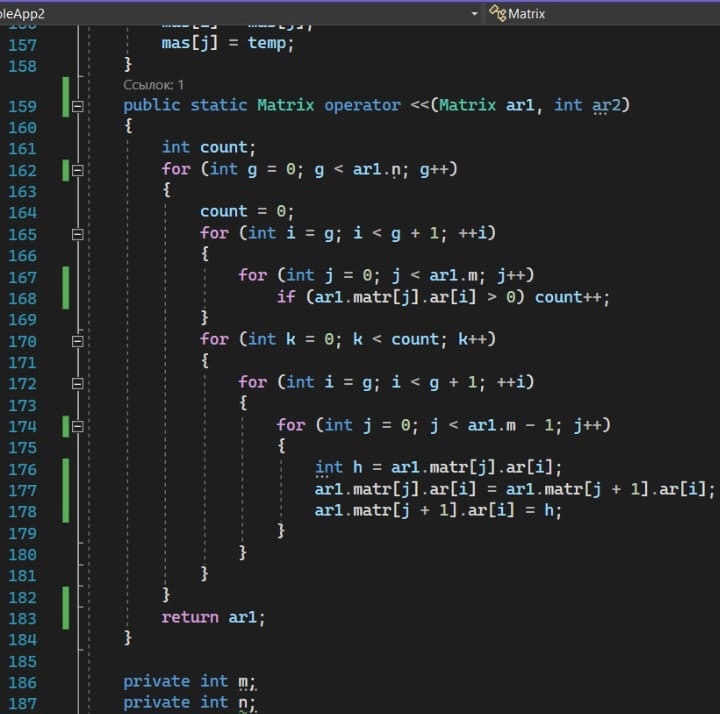 bleApp2 Matrix
157 mas[j] = temp;
158 }
Ссылок: 1
159 public static Matrix operator <<(Matrix ar1, int ar2)
160 {
161 int count;
162 for (int g = 0; g < ar1.n; g++)
163 {
164 count = 0;
165 for (int i = g; i < g + 1; ++i)
166 {
167 for (int j = 0; j < ar1.m; j++)
168 if (ar1.matr[j].ar[i] > 0) count++;
169 }
170 for (int k = 0; k < count; k++)
171 {
172 for (int i = g; i < g + 1; ++i)
173 {
174 for (int j = 0; j < ar1.m - 1; j++)
175 {
176 int h = ar1.matr[j].ar[i];
177 ar1.matr[j].ar[i] = ar1.matr[j + 1].ar[i];
178 ar1.matr[j + 1].ar[i] = h;
179 }
180 }
181 }
182 }
183 return ar1;
184 }
185
186 private int m;
187 private int n;